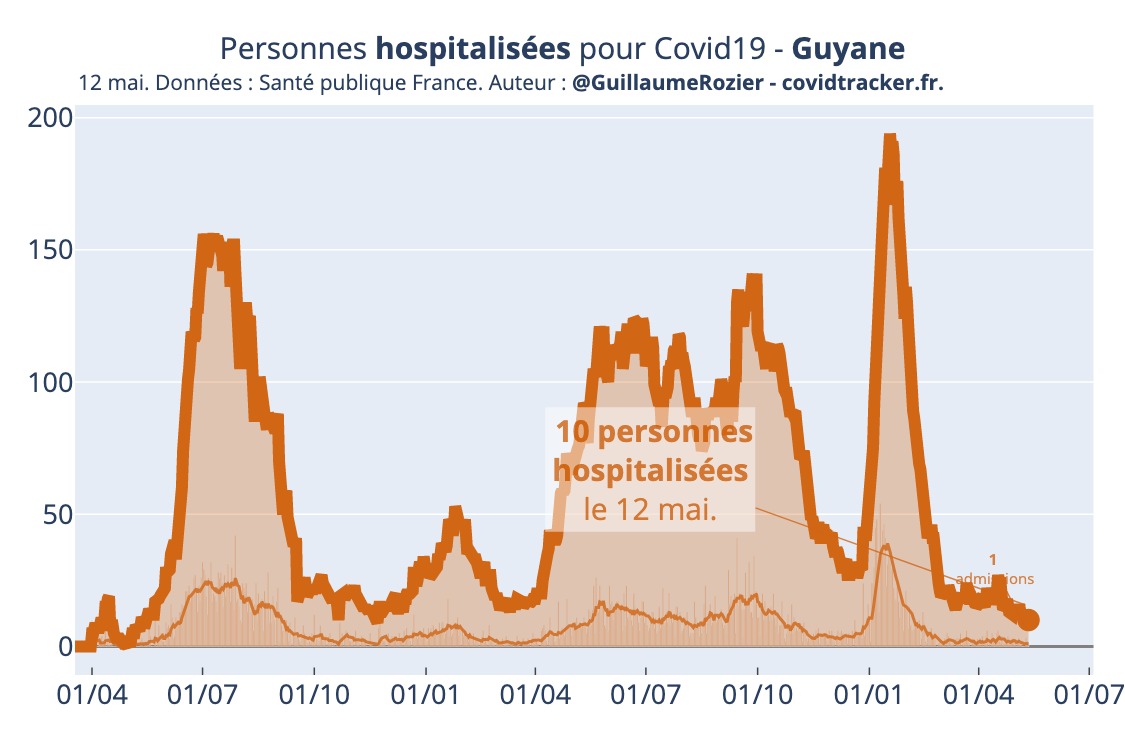 Personnes hospitalisées pour Covid19 - Guyane
12 mai. Données : Santé publique France. Auteur : @GuillaumeRozier - covidtracker.fr.
200
150
100
50
0
10 personnes
hospitalisées
le 12 mai.
1
admissions
01/04 01/07 01/10 01/01 01/04 01/07 01/10 01/01 01/04 01/07